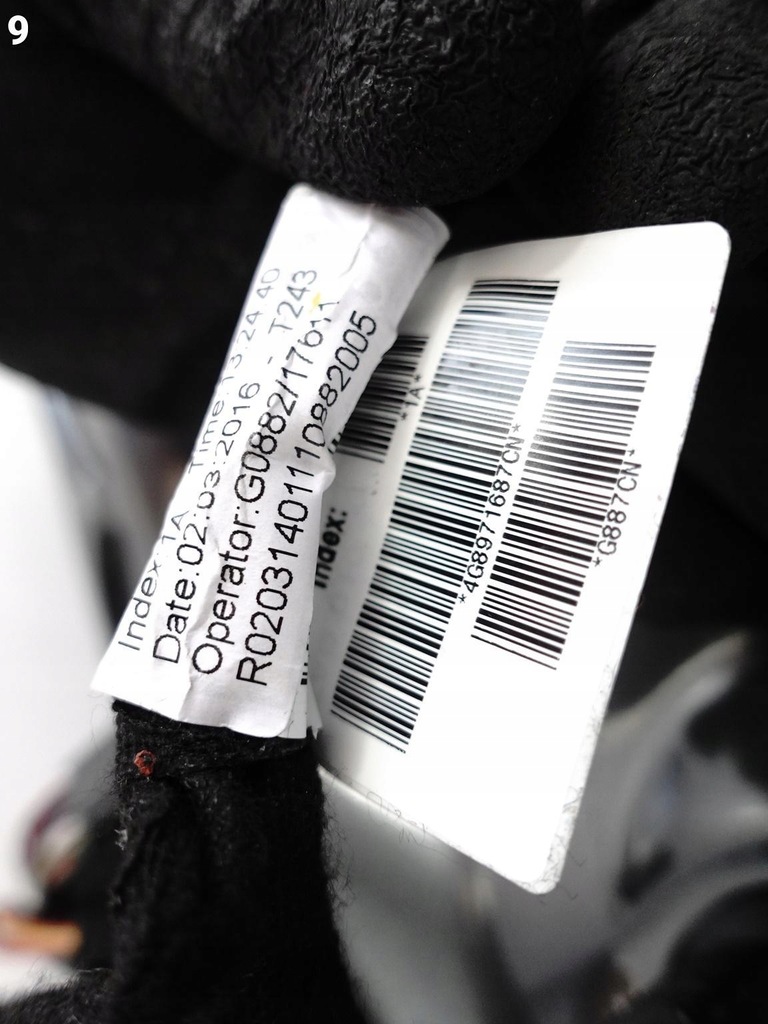 9
Index:1A - Time:13:24:40
Date:02:03:2016 - T243
Operator:G0882/17611
R020314011110882005
*1A*
Index:
*4G8971687CN*
*G887CN*